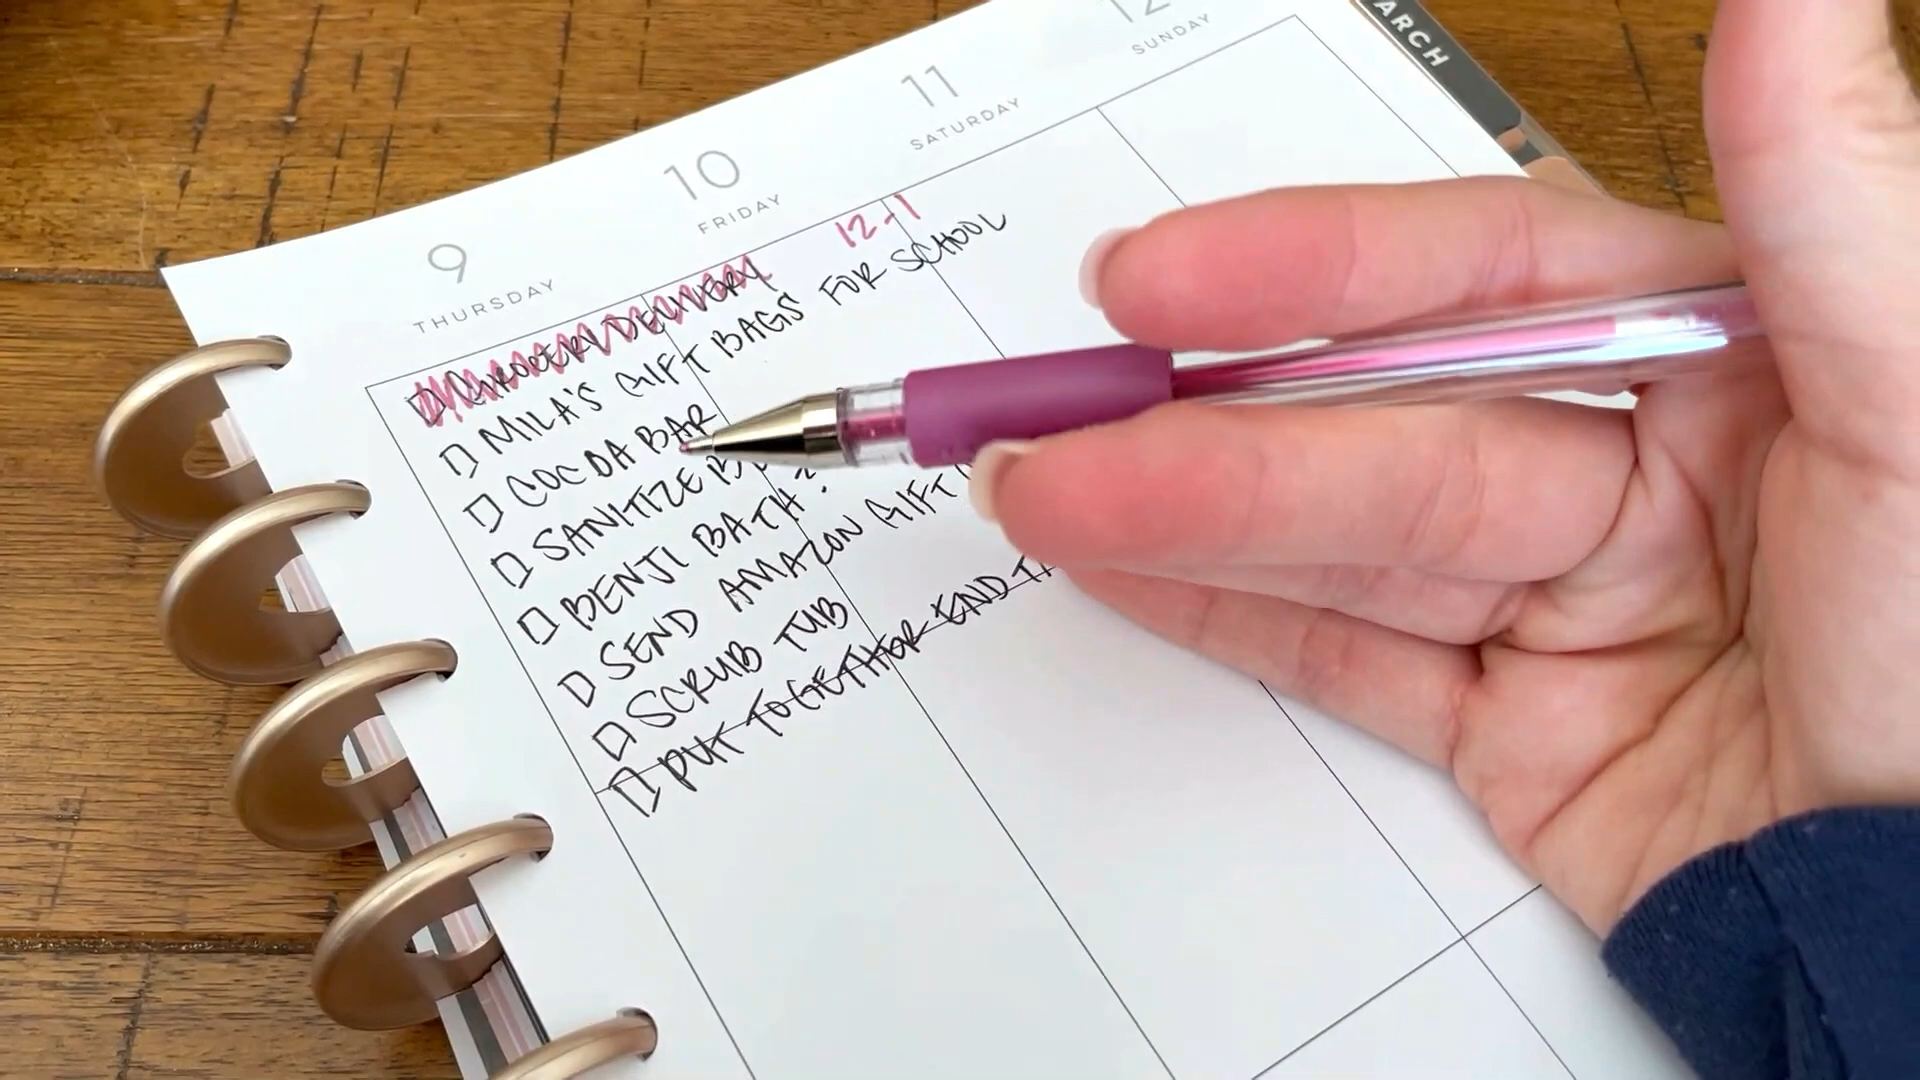 ARCH
12
SUNDAY
11
SATURDAY
10
FRIDAY
9
THURSDAY
12-1
GROCERY DELIVERY
MILA'S GIFT BAGS FOR SCHOOL
COCOA BAR
SANITIZE
BENJI BATH?
SEND AMAZON GIFT
SCRUB TUB
PUT TOGETHER END